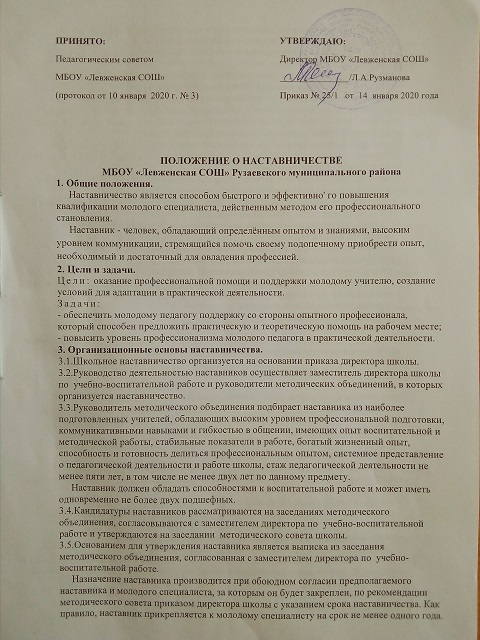 ПРИНЯТО:
УТВЕРЖДАЮ:
Педагогическим советом
Директор МБОУ «Левженская СОШ»
МБОУ «Левженская СОШ»
/Л.А.Рузманова
(протокол от 10 января 2020 г. № 3)
Приказ № 23/1 от 14 января 2020 года
ПОЛОЖЕНИЕ О НАСТАВНИЧЕСТВЕ
МБОУ «Левженская СОШ» Рузаевского муниципального района
1. Общие положения.
Наставничество является способом быстрого и эффективно'го повышения
квалификации молодого специалиста, действенным методом его профессионального
становления.
Наставник - человек, обладающий определённым опытом и знаниями, высоким
уровнем коммуникации, стремящийся помочь своему подопечному приобрести опыт,
необходимый и достаточный для овладения профессией.
2. Цели и задачи.
Цели: оказание профессиональной помощи и поддержки молодому учителю, создание
условий для адаптации в практической деятельности.
Задачи:
- обеспечить молодому педагогу поддержку со стороны опытного профессионала,
который способен предложить практическую и теоретическую помощь на рабочем месте;
- повысить уровень профессионализма молодого педагога в практической деятельности.
3. Организационные основы наставничества.
3.1.Школьное наставничество организуется на основании приказа директора школы.
3.2.Руководство деятельностью наставников осуществляет заместитель директора школы
по учебно-воспитательной работе и руководители методических объединений, в которых
организуется наставничество.
3.3.Руководитель методического объединения подбирает наставника из наиболее
подготовленных учителей, обладающих высоким уровнем профессиональной подготовки,
коммуникативными навыками и гибкостью в общении, имеющих опыт воспитательной и
методической работы, стабильные показатели в работе, богатый жизненный опыт,
способность и готовность делиться профессиональным опытом, системное представление
о педагогической деятельности и работе школы, стаж педагогической деятельности не
менее пяти лет, в том числе не менее двух лет по данному предмету.
Наставник должен обладать способностями к воспитательной работе и может иметь
одновременно не более двух подшефных.
3.4.Кандидатуры наставников рассматриваются на заседаниях методического
объединения, согласовываются с заместителем директора по учебно-воспитательной
работе и утверждаются на заседании методического совета школы.
3.5.Основанием для утверждения наставника является выписка из заседания
методического объединения, согласованная с заместителем директора по учебно-
воспитательной работе.
Назначение наставника производится при обоюдном согласии предполагаемого
наставника и молодого специалиста, за которым он будет закреплен, по рекомендации
методического совета приказом директора школы с указанием срока наставничества. Как
правило, наставник прикрепляется к молодому специалисту на срок не менее одного года.